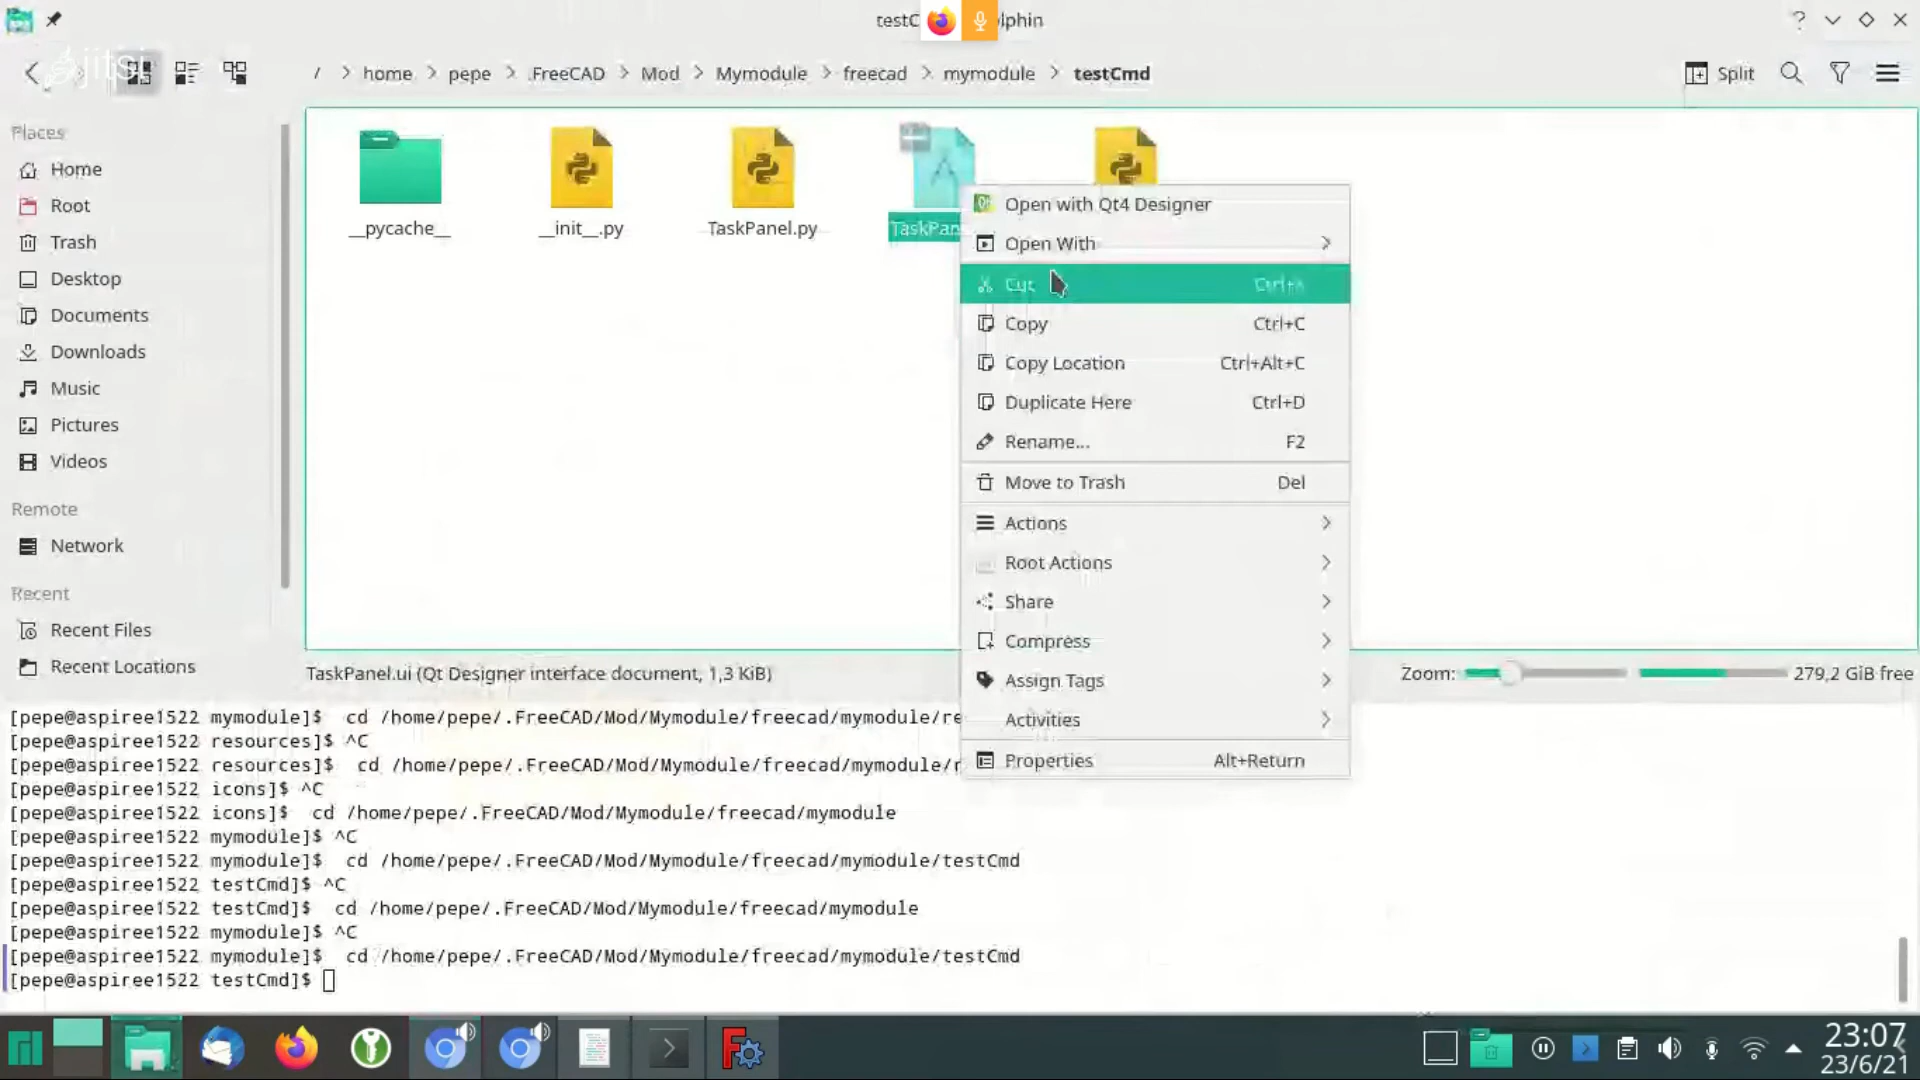 testC
lphin
jitsi
/ > home > pepe > .FreeCAD > Mod > Mymodule > freecad > mymodule > testCmd
Split
Places
Home
Root
Trash
Desktop
Documents
Downloads
Music
Pictures
Videos
Remote
Network
Recent
Recent Files
Recent Locations
__pycache__
__init__.py
TaskPanel.py
TaskPan
Open with Qt4 Designer
Open With
Cut Ctrl+X
Copy Ctrl+C
Copy Location Ctrl+Alt+C
Duplicate Here Ctrl+D
Rename... F2
Move to Trash Del
Actions
Root Actions
Share
Compress
Assign Tags
Activities
Properties Alt+Return
TaskPanel.ui (Qt Designer interface document, 1,3 KiB)
Zoom:
279,2 GiB free
[pepe@aspiree1522 mymodule]$ cd /home/pepe/.FreeCAD/Mod/Mymodule/freecad/mymodule/re
[pepe@aspiree1522 resources]$ ^C
[pepe@aspiree1522 resources]$ cd /home/pepe/.FreeCAD/Mod/Mymodule/freecad/mymodule/r
[pepe@aspiree1522 icons]$ ^C
[pepe@aspiree1522 icons]$ cd /home/pepe/.FreeCAD/Mod/Mymodule/freecad/mymodule
[pepe@aspiree1522 mymodule]$ ^C
[pepe@aspiree1522 mymodule]$ cd /home/pepe/.FreeCAD/Mod/Mymodule/freecad/mymodule/testCmd
[pepe@aspiree1522 testCmd]$ ^C
[pepe@aspiree1522 testCmd]$ cd /home/pepe/.FreeCAD/Mod/Mymodule/freecad/mymodule
[pepe@aspiree1522 mymodule]$ ^C
[pepe@aspiree1522 mymodule]$ cd /home/pepe/.FreeCAD/Mod/Mymodule/freecad/mymodule/testCmd
[pepe@aspiree1522 testCmd]$
23:07
23/6/21